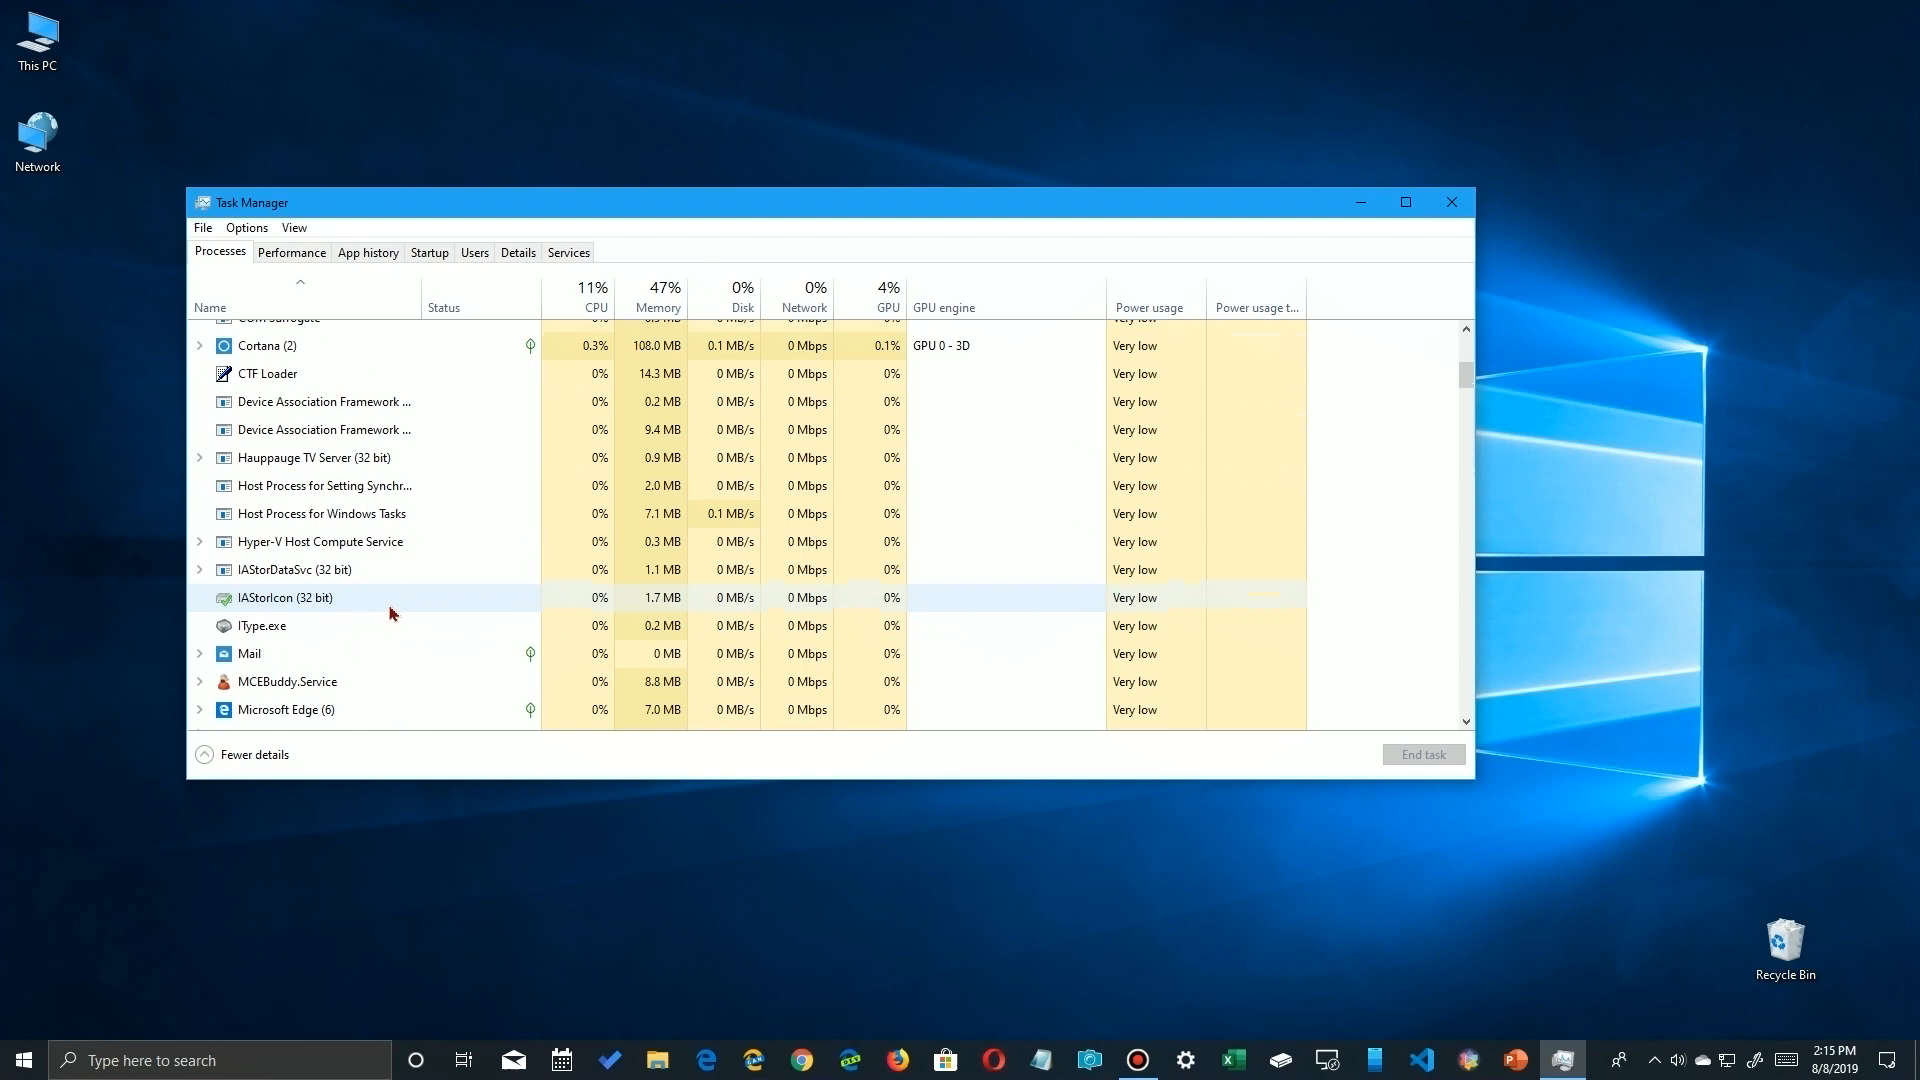 This PC
Network
Task Manager
File Options View
Processes Performance App history Startup Users Details Services
11% 47% 0% 0% 4%
Name Status CPU Memory Disk Network GPU GPU engine Power usage Power usage t...
Cortana (2) 0.3% 108.0 MB 0.1 MB/s 0 Mbps 0.1% GPU 0 - 3D Very low
CTF Loader 0% 14.3 MB 0 MB/s 0 Mbps 0% Very low
Device Association Framework ... 0% 0.2 MB 0 MB/s 0 Mbps 0% Very low
Device Association Framework ... 0% 9.4 MB 0 MB/s 0 Mbps 0% Very low
Hauppauge TV Server (32 bit) 0% 0.9 MB 0 MB/s 0 Mbps 0% Very low
Host Process for Setting Synchr... 0% 2.0 MB 0 MB/s 0 Mbps 0% Very low
Host Process for Windows Tasks 0% 7.1 MB 0.1 MB/s 0 Mbps 0% Very low
Hyper-V Host Compute Service 0% 0.3 MB 0 MB/s 0 Mbps 0% Very low
IAStorDataSvc (32 bit) 0% 1.1 MB 0 MB/s 0 Mbps 0% Very low
IAStorIcon (32 bit) 0% 1.7 MB 0 MB/s 0 Mbps 0% Very low
IType.exe 0% 0.2 MB 0 MB/s 0 Mbps 0% Very low
Mail 0% 0 MB 0 MB/s 0 Mbps 0% Very low
MCEBuddy.Service 0% 8.8 MB 0 MB/s 0 Mbps 0% Very low
Microsoft Edge (6) 0% 7.0 MB 0 MB/s 0 Mbps 0% Very low
Fewer details End task
Recycle Bin
Type here to search
2:15 PM
8/8/2019